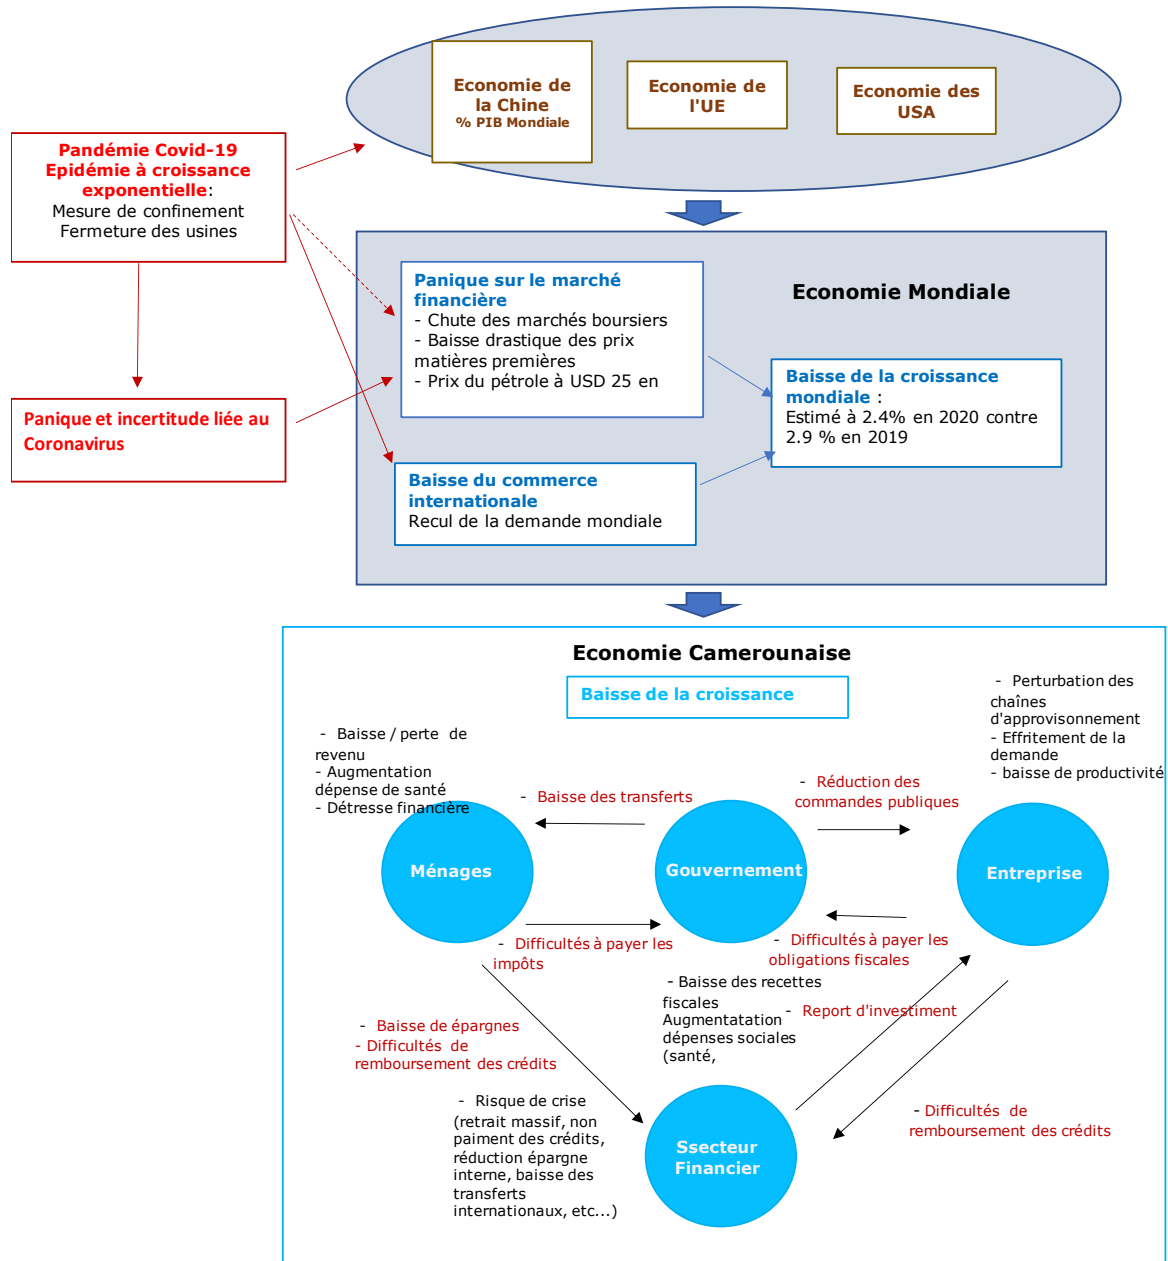 Economie de
la Chine
% PIB Mondiale
Economie de
l'UE
Economie des
USA
Pandémie Covid-19
Epidémie à croissance
exponentielle:
Mesure de confinement
Fermeture des usines
Panique et incertitude liée au
Coronavirus
Economie Mondiale
Panique sur le marché
financière
- Chute des marchés boursiers
- Baisse drastique des prix
matières premières
- Prix du pétrole à USD 25 en
Baisse de la croissance
mondiale :
Estimé à 2.4% en 2020 contre
2.9 % en 2019
Baisse du commerce
internationale
Recul de la demande mondiale
Economie Camerounaise
Baisse de la croissance
- Baisse / perte de
revenu
- Augmentation
dépense de santé
- Détresse financière
- Perturbation des
chaînes
d'approvisonnement
- Effritement de la
demande
- baisse de productivité
- Baisse des transferts
- Réduction des
commandes publiques
Ménages
Gouvernement
Entreprise
- Difficultés à payer les
impôts
- Difficultés à payer les
obligations fiscales
- Baisse des recettes
fiscales
Augmentatation
dépenses sociales
(santé,
- Report d'investiment
- Baisse de épargnes
- Difficultés de
remboursement des crédits
- Risque de crise
(retrait massif, non
paiment des crédits,
réduction épargne
interne, baisse des
transferts
internationaux, etc...)
Ssecteur
Financier
- Difficultés de
remboursement des crédits